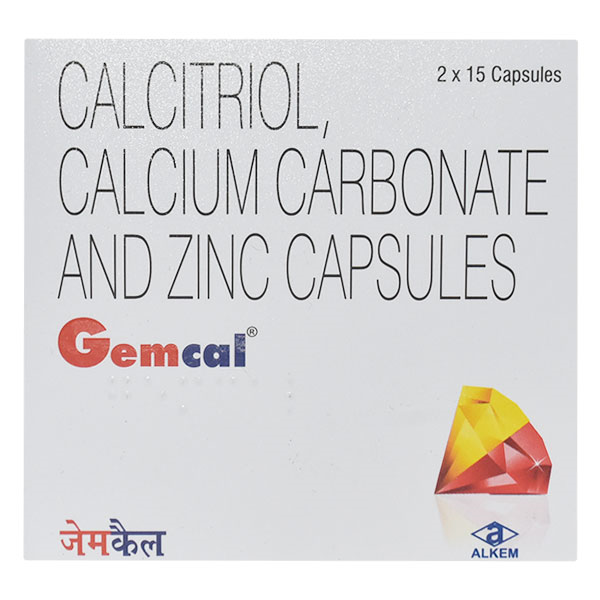 2 x 15 Capsules
CALCITRIOL,
CALCIUM CARBONATE
AND ZINC CAPSULES
Gemcal®
जेमकैल
a
ALKEM